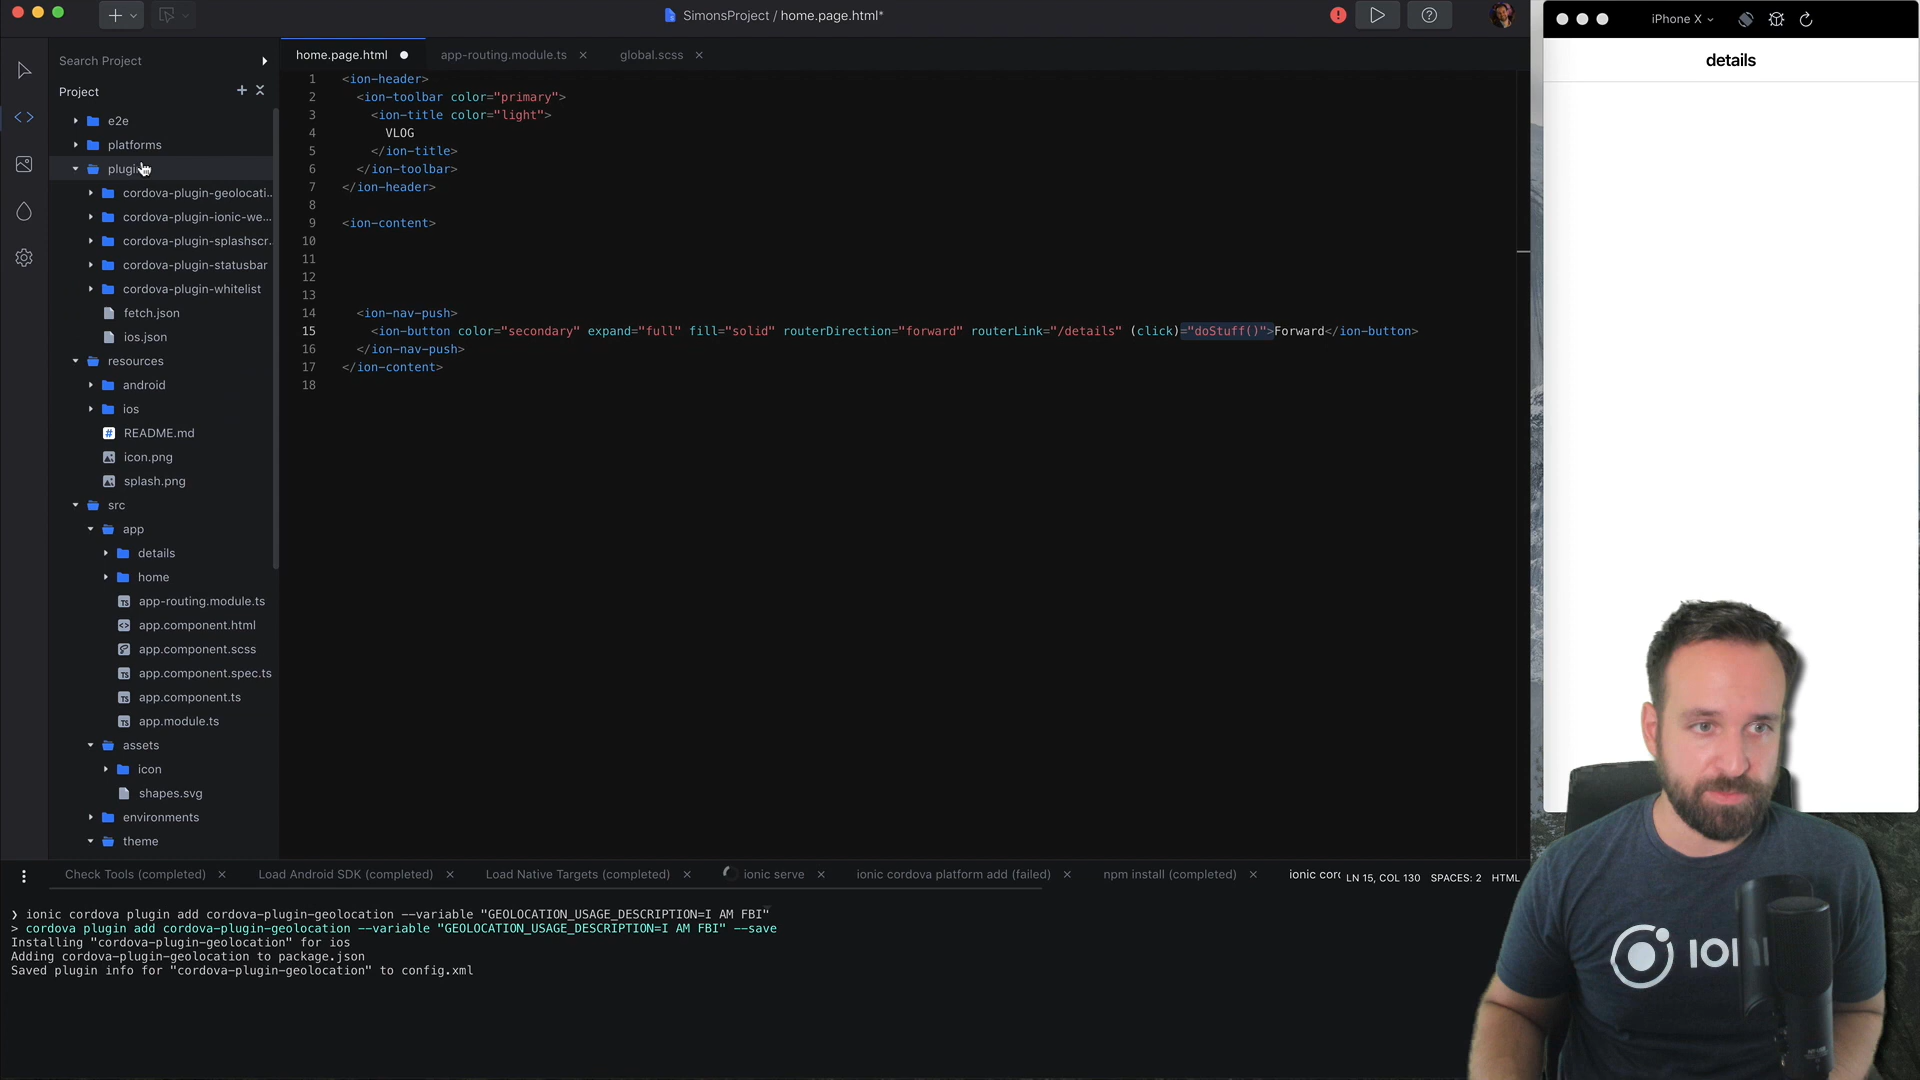 SimonsProject / home.page.html*
iPhone X
Search Project
home.page.html
app-routing.module.ts
global.scss
details
Project
e2e
platforms
plugin
cordova-plugin-geolocati...
cordova-plugin-ionic-we...
cordova-plugin-splashscr...
cordova-plugin-statusbar
cordova-plugin-whitelist
fetch.json
ios.json
resources
android
ios
README.md
icon.png
splash.png
src
app
details
home
app-routing.module.ts
app.component.html
app.component.scss
app.component.spec.ts
app.component.ts
app.module.ts
assets
icon
shapes.svg
environments
theme
1 <ion-header>
2 <ion-toolbar color="primary">
3 <ion-title color="light">
4 VLOG
5 </ion-title>
6 </ion-toolbar>
7 </ion-header>
8
9 <ion-content>
10
11
12
13
14 <ion-nav-push>
15 <ion-button color="secondary" expand="full" fill="solid" routerDirection="forward" routerLink="/details" (click)="doStuff()">Forward</ion-button>
16 </ion-nav-push>
17 </ion-content>
18
Check Tools (completed)
Load Android SDK (completed)
Load Native Targets (completed)
ionic serve
ionic cordova platform add (failed)
npm install (completed)
ionic cor
LN 15, COL 130 SPACES: 2 HTML
❯ ionic cordova plugin add cordova-plugin-geolocation --variable "GEOLOCATION_USAGE_DESCRIPTION=I AM FBI"
> cordova plugin add cordova-plugin-geolocation --variable "GEOLOCATION_USAGE_DESCRIPTION=I AM FBI" --save
Installing "cordova-plugin-geolocation" for ios
Adding cordova-plugin-geolocation to package.json
Saved plugin info for "cordova-plugin-geolocation" to config.xml
ION